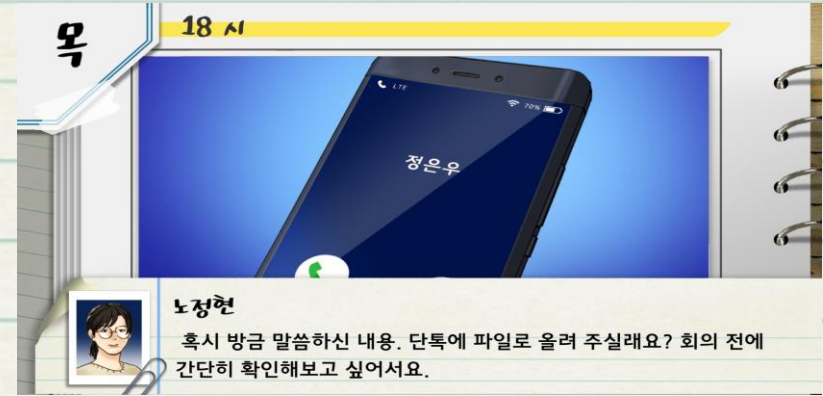 목
18 시
LTE
70%
정은우
노정현
혹시 방금 말씀하신 내용. 단톡에 파일로 올려 주실래요? 회의 전에
간단히 확인해보고 싶어서요.